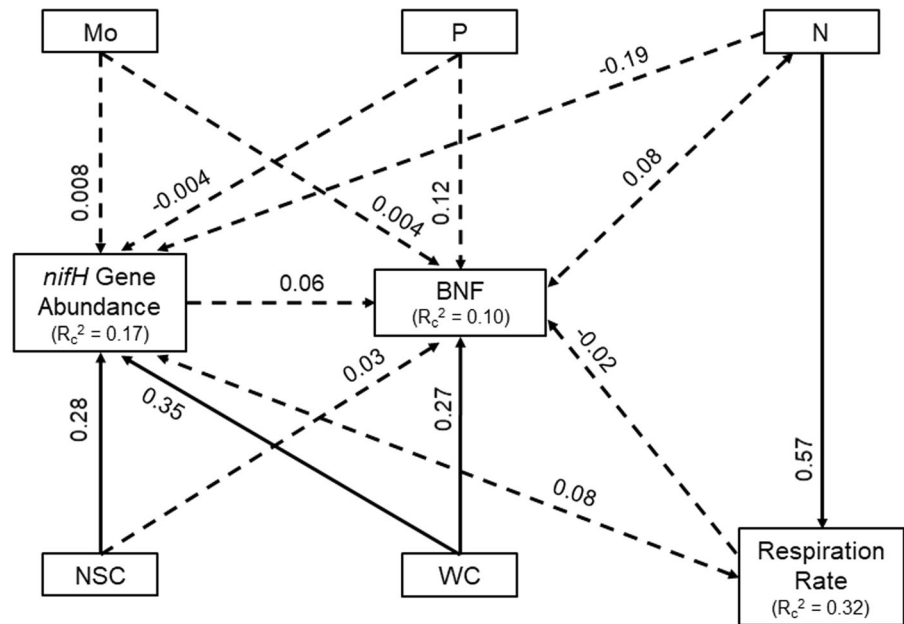 Mo
P
N
-0.19
0.008
-0.004
0.004
0.12
0.08
nifH Gene
Abundance
(Rc² = 0.17)
0.06
BNF
(Rc² = 0.10)
0.28
0.35
0.03
0.27
-0.02
0.57
0.08
NSC
WC
Respiration
Rate
(Rc² = 0.32)